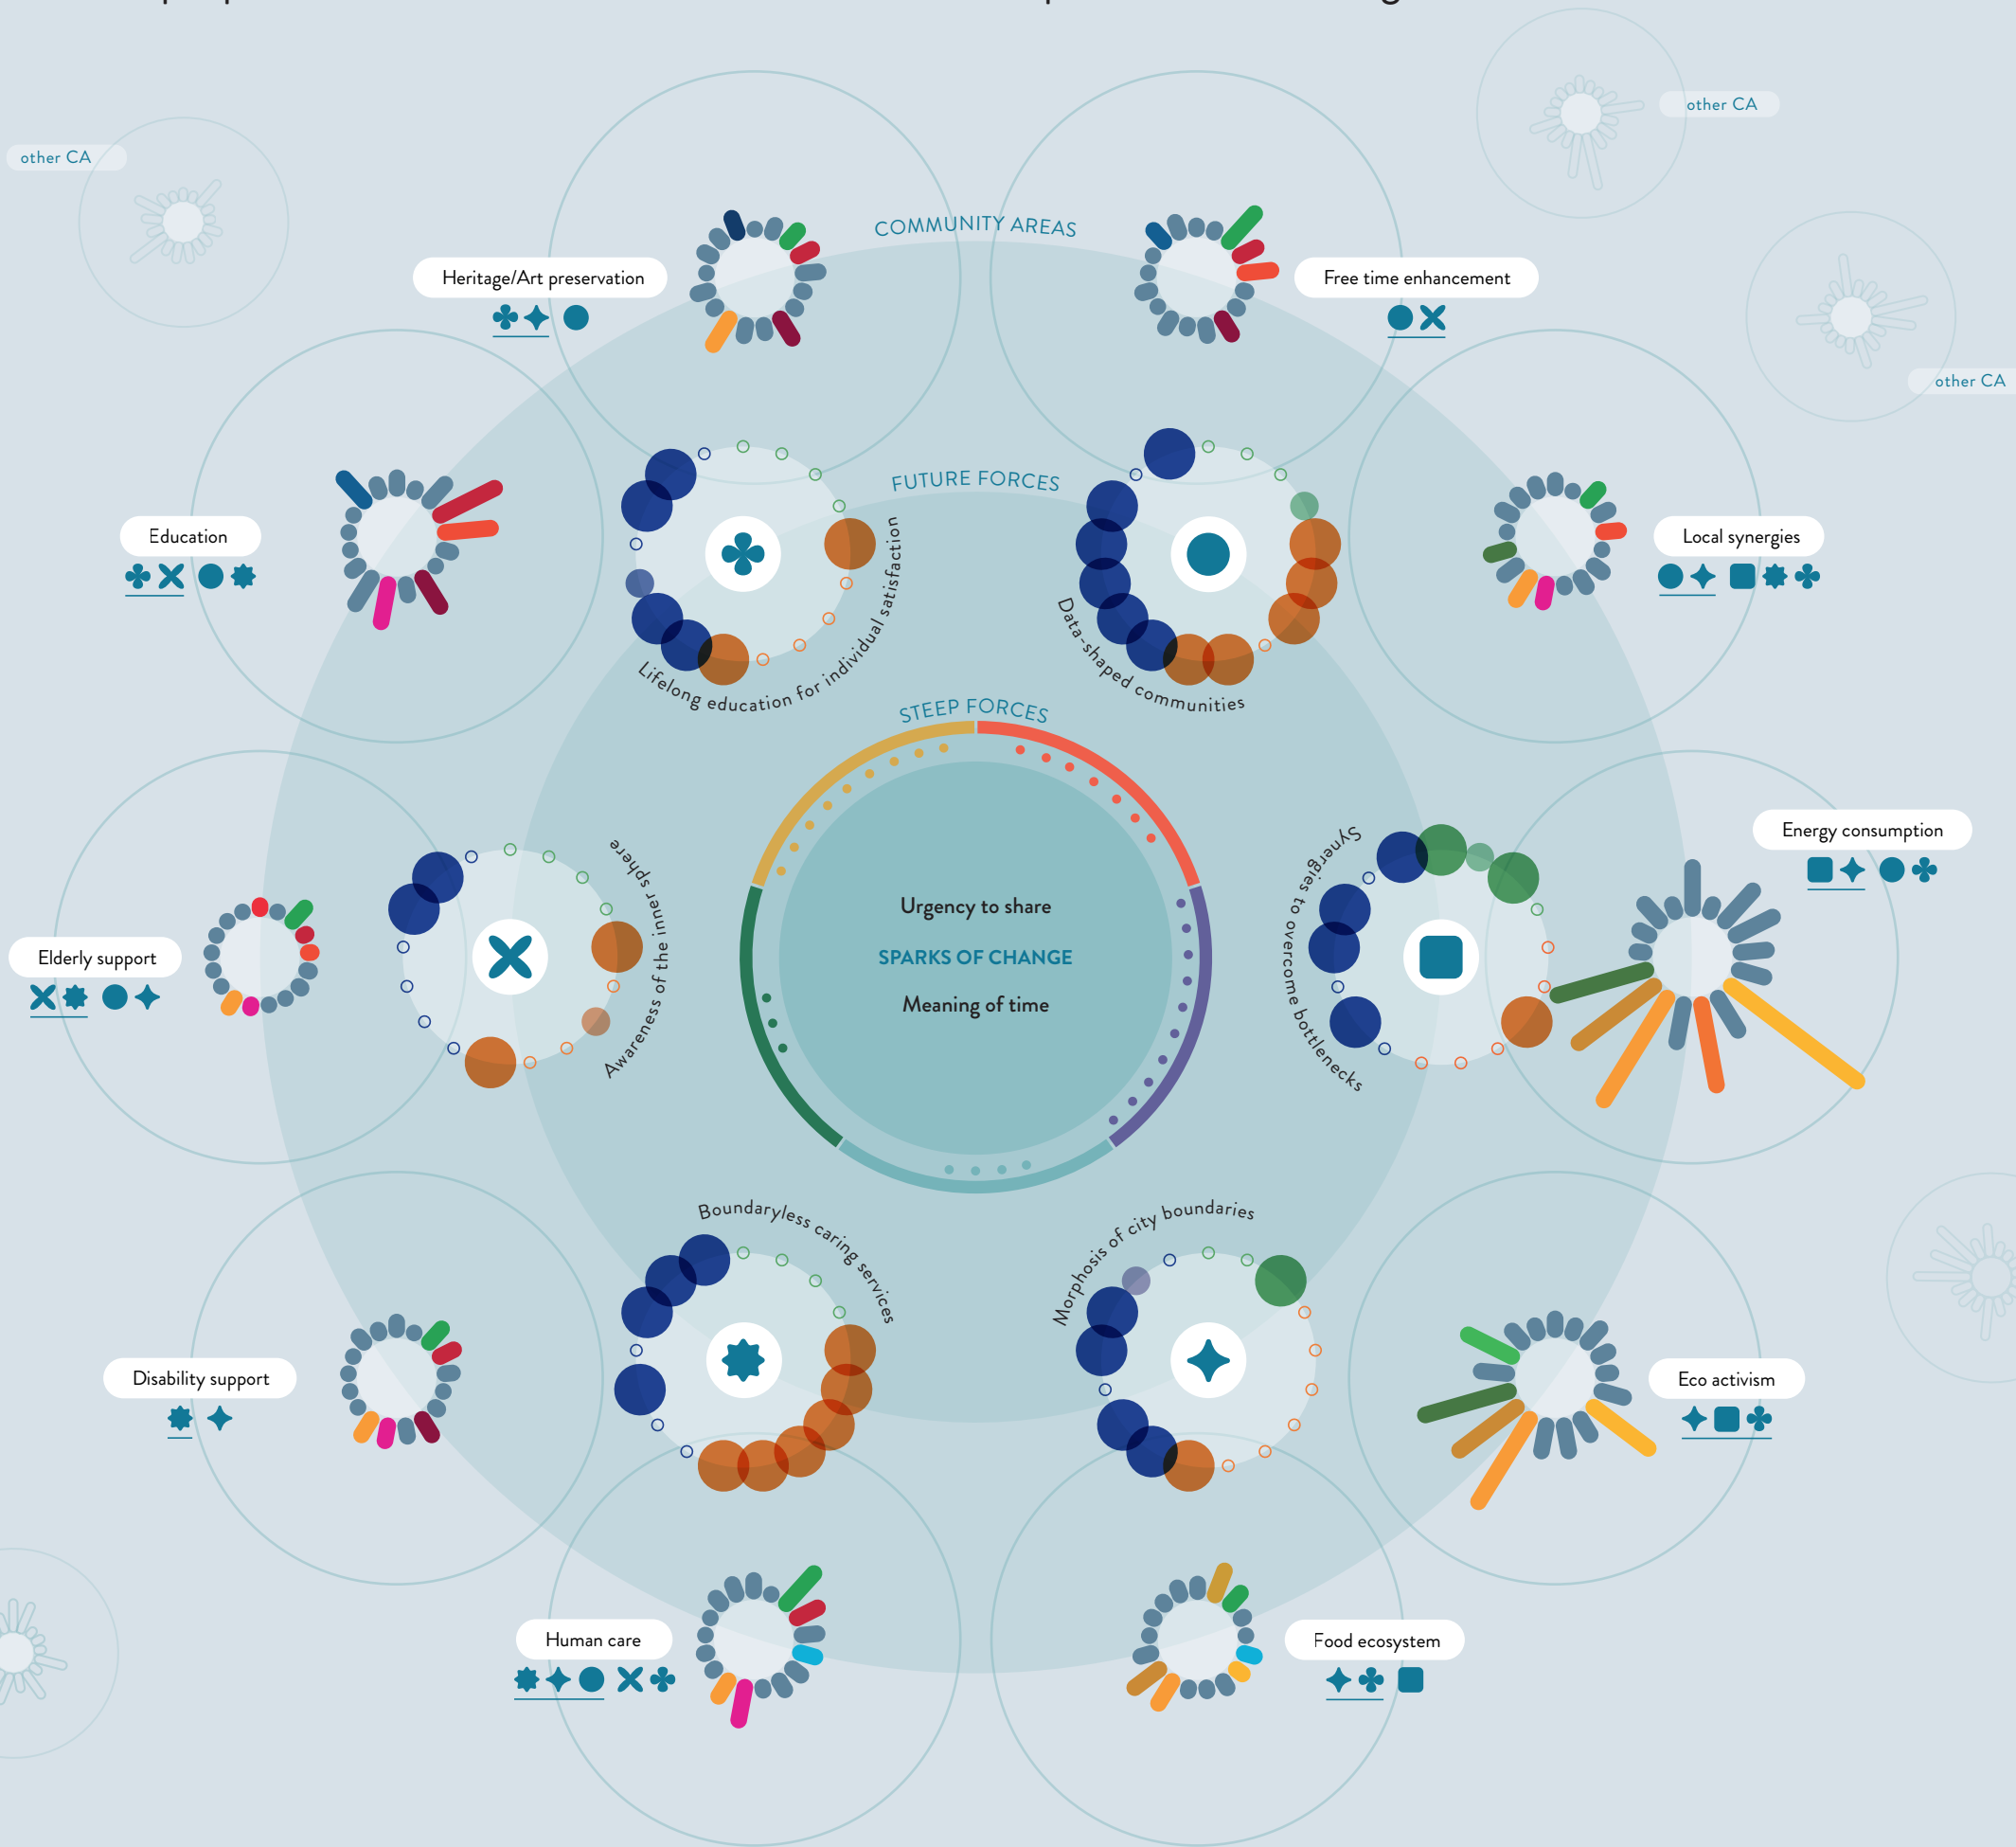 other CA
other CA
COMMUNITY AREAS
Heritage/Art preservation
Free time enhancement
other CA
FUTURE FORCES
Education
Local synergies
Lifelong education for individual satisfaction
Data-shaped communities
STEEP FORCES
Energy consumption
Awareness of the inner sphere
Synergies to overcome bottlenecks
Urgency to share
Elderly support
SPARKS OF CHANGE
Meaning of time
Boundaryless caring services
Morphosis of city boundaries
Disability support
Eco activism
Human care
Food ecosystem